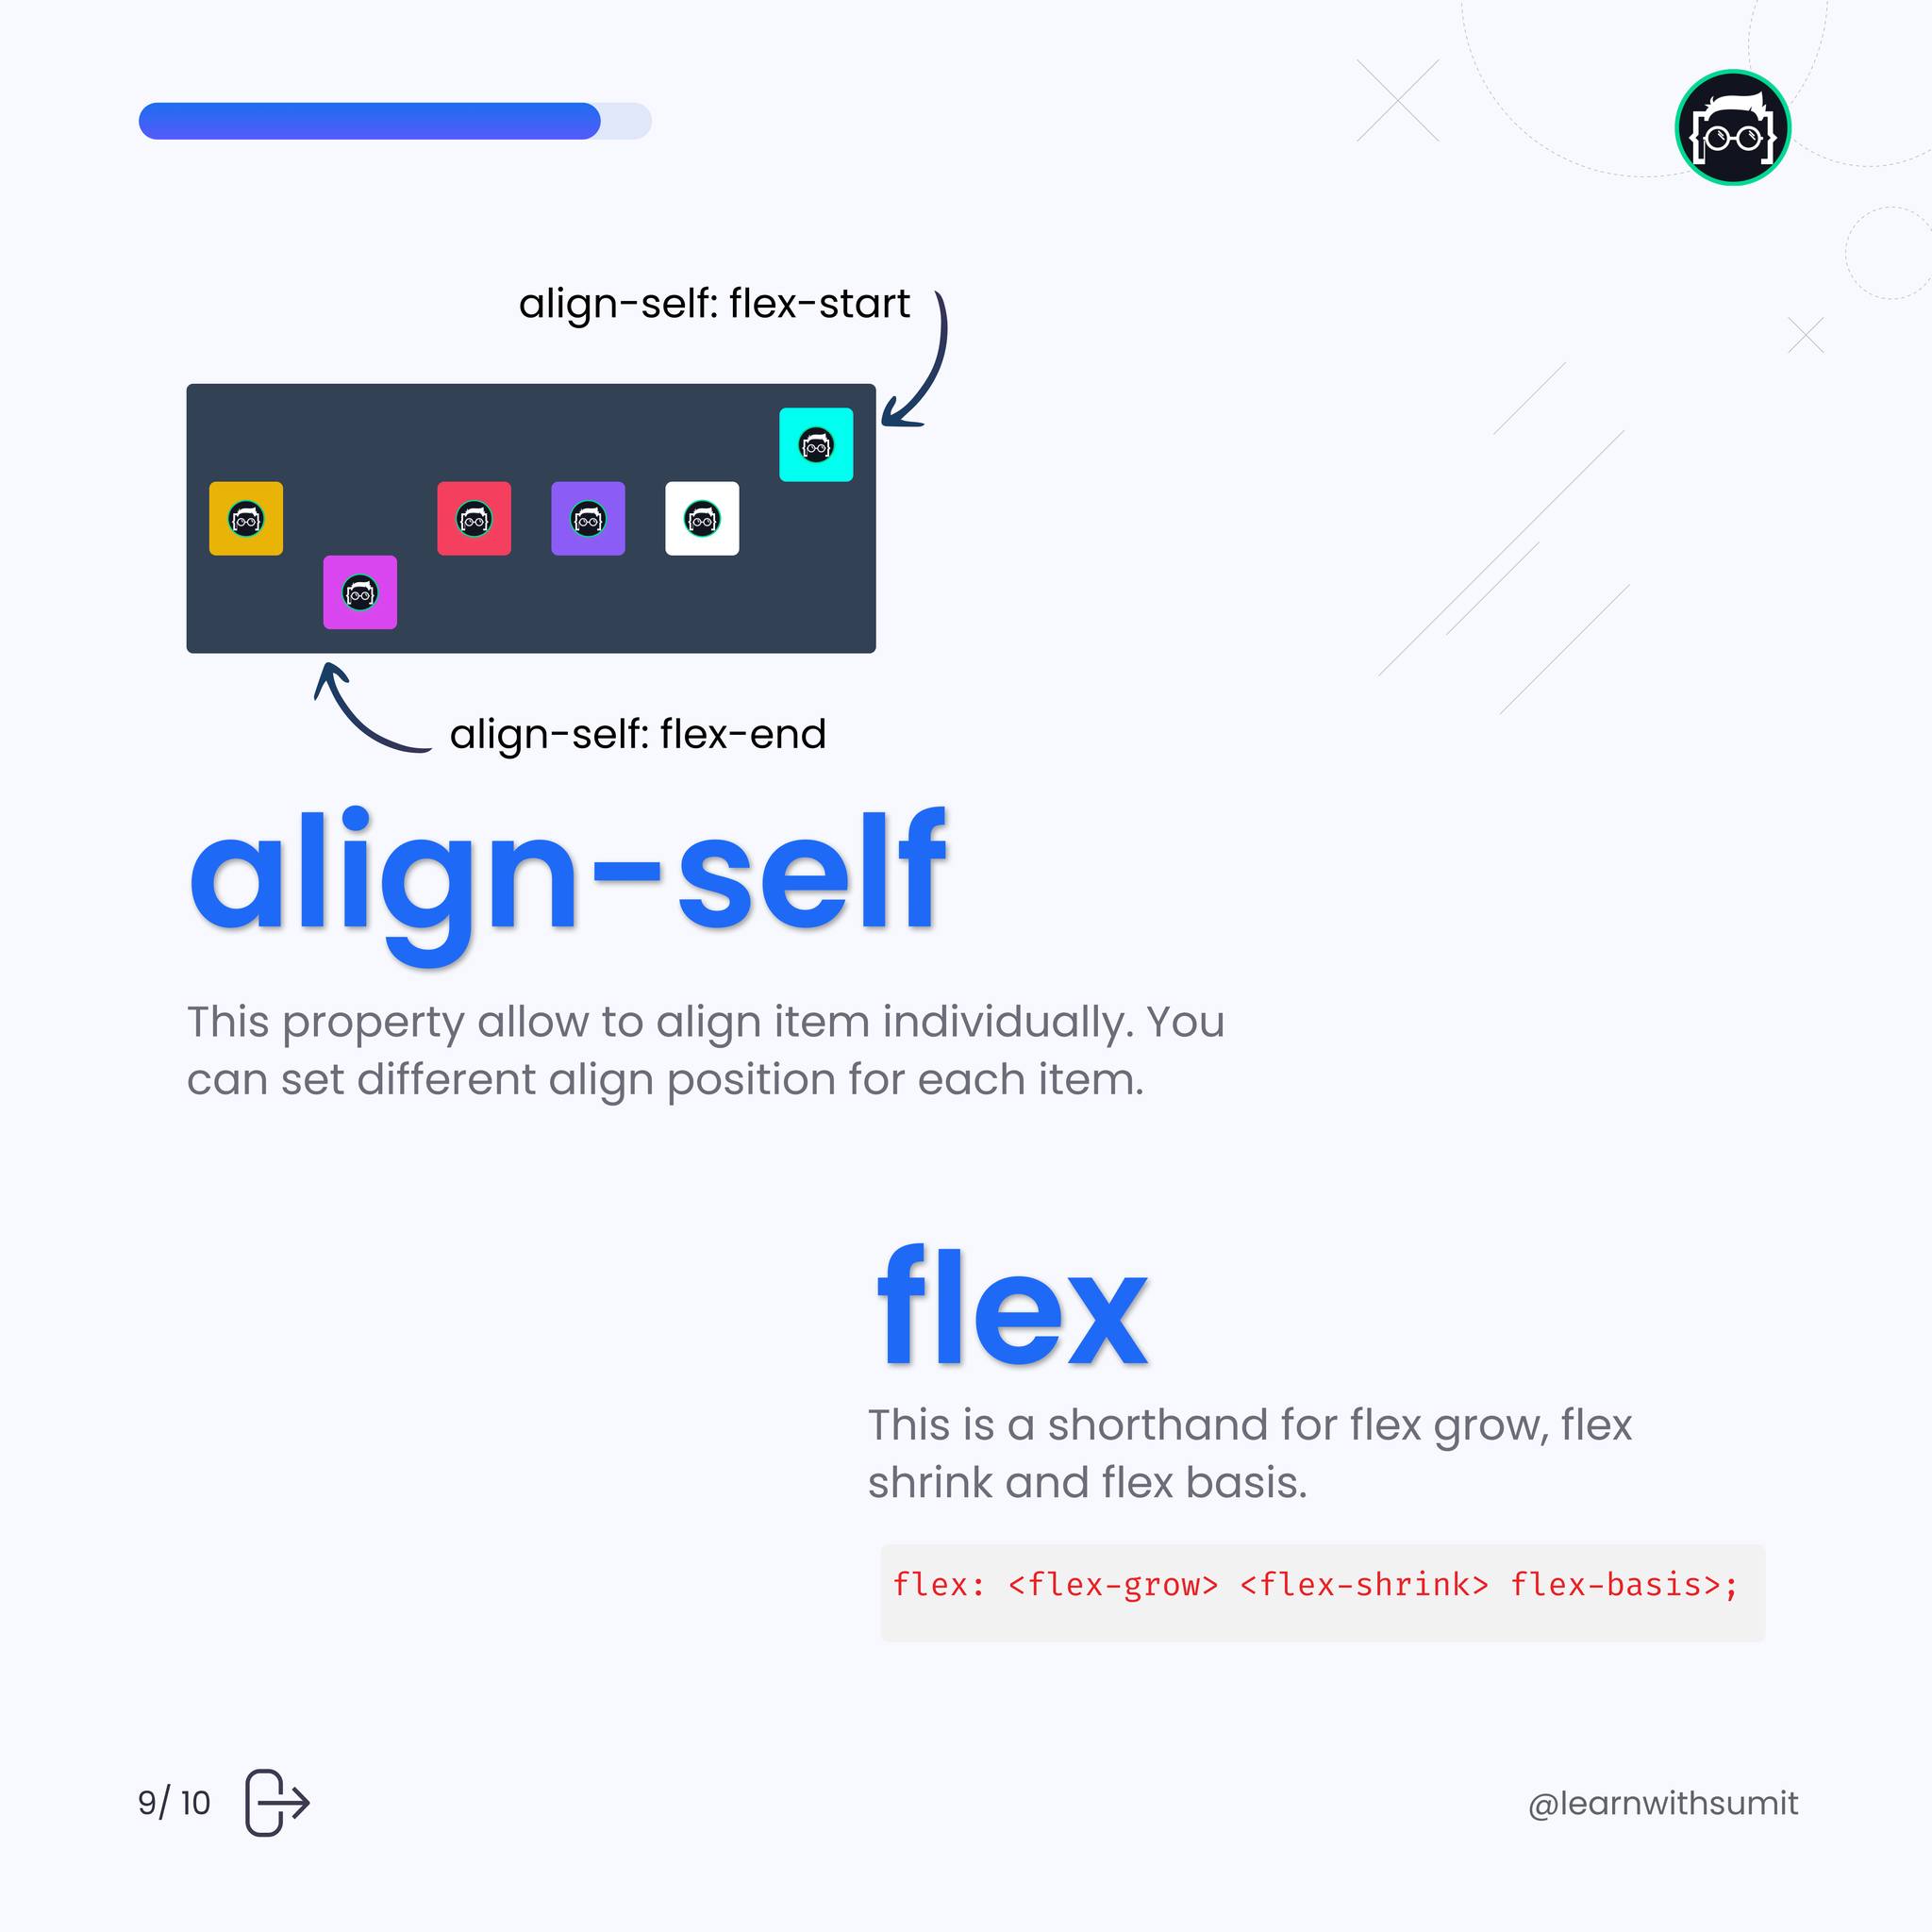 align-self: flex-start
align-self: flex-end
align-self
This property allow to align item individually. You
can set different align position for each item.
flex
This is a shorthand for flex grow, flex
shrink and flex basis.
flex: <flex-grow> <flex-shrink> flex-basis>;
9/ 10
@learnwithsumit